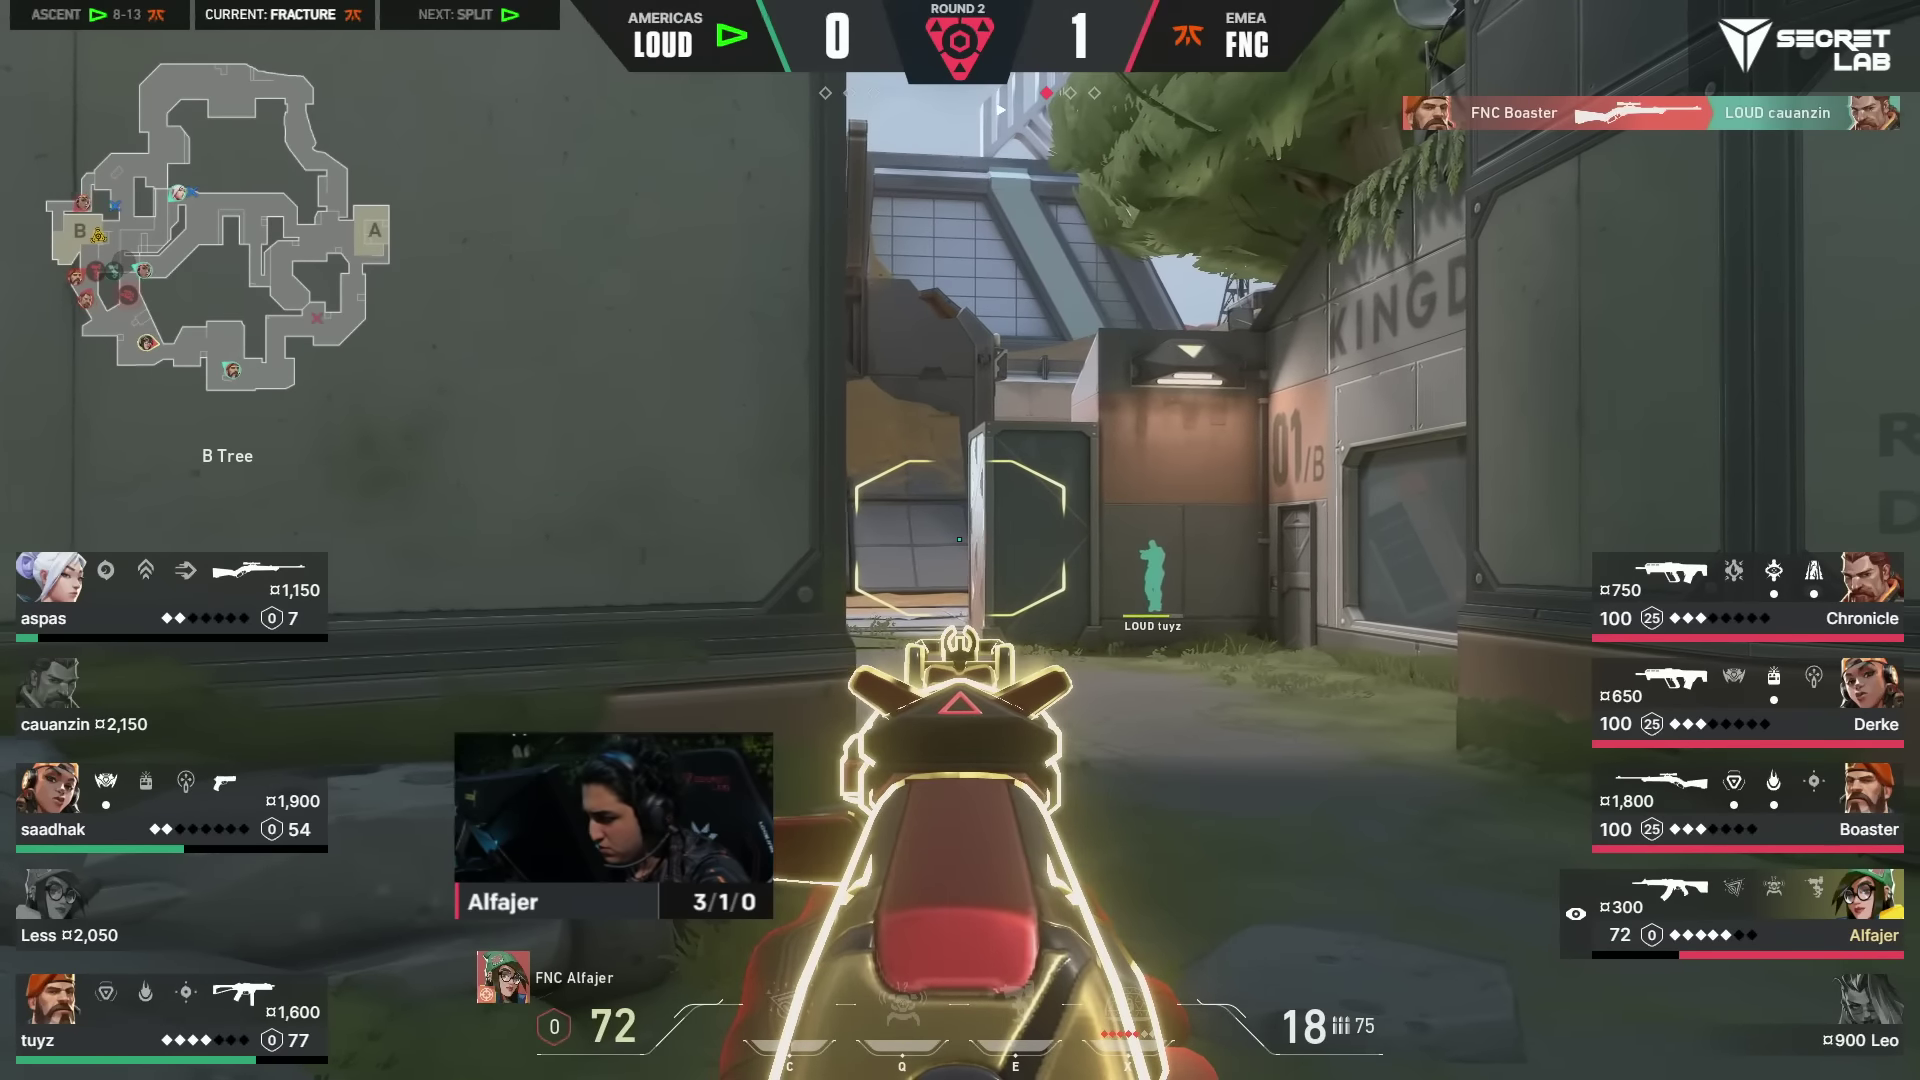 ASCENT 8-13
CURRENT: FRACTURE
NEXT: SPLIT
AMERICAS
LOUD
0
ROUND 2
1
EMEA
FNC
SECRET
LAB
FNC Boaster
LOUD cauanzin
B
A
B Tree
KINGD
01/B
R
D
LOUD tuyz
¤1,150
aspas
0 7
cauanzin ¤2,150
¤1,900
saadhak
0 54
Less ¤2,050
¤1,600
tuyz
0 77
¤750
100 25 Chronicle
¤650
100 25 Derke
¤1,800
100 25 Boaster
¤300
72 0 Alfajer
¤900 Leo
Alfajer 3/1/0
FNC Alfajer
0 72
18 75
C Q E X